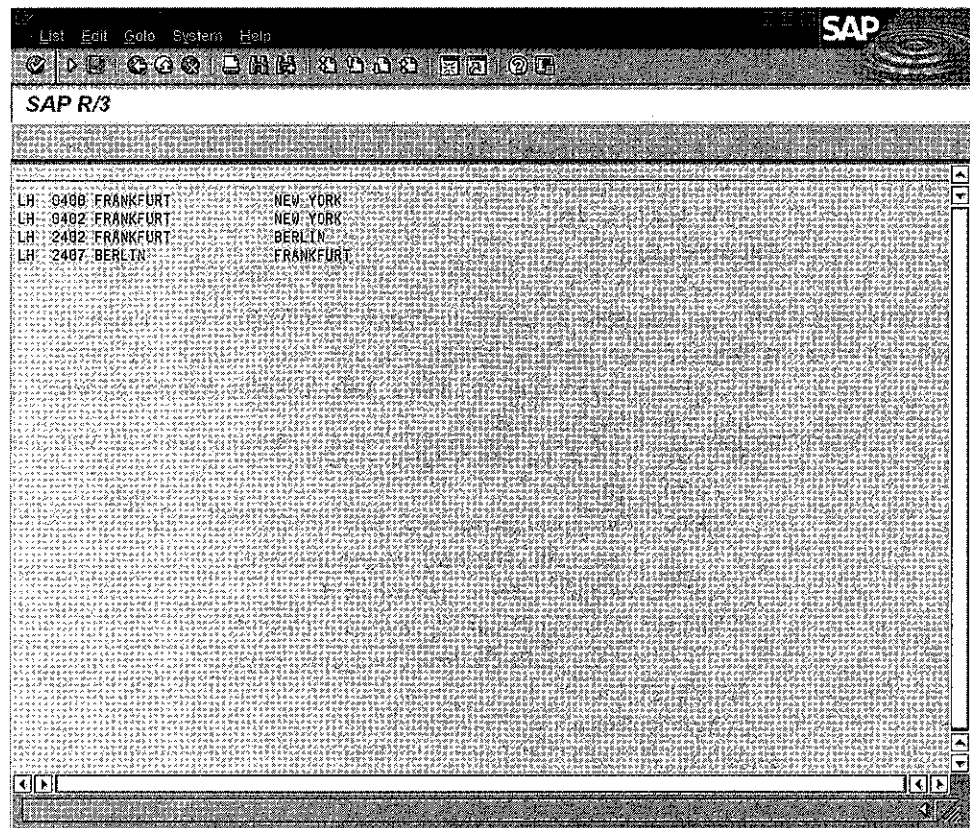 SAP
List Edit Goto System Help
SAP R/3
LH 0400 FRANKFURT NEW YORK
LH 0402 FRANKFURT NEW YORK
LH 2402 FRANKFURT BERLIN
LH 2407 BERLIN FRANKFURT